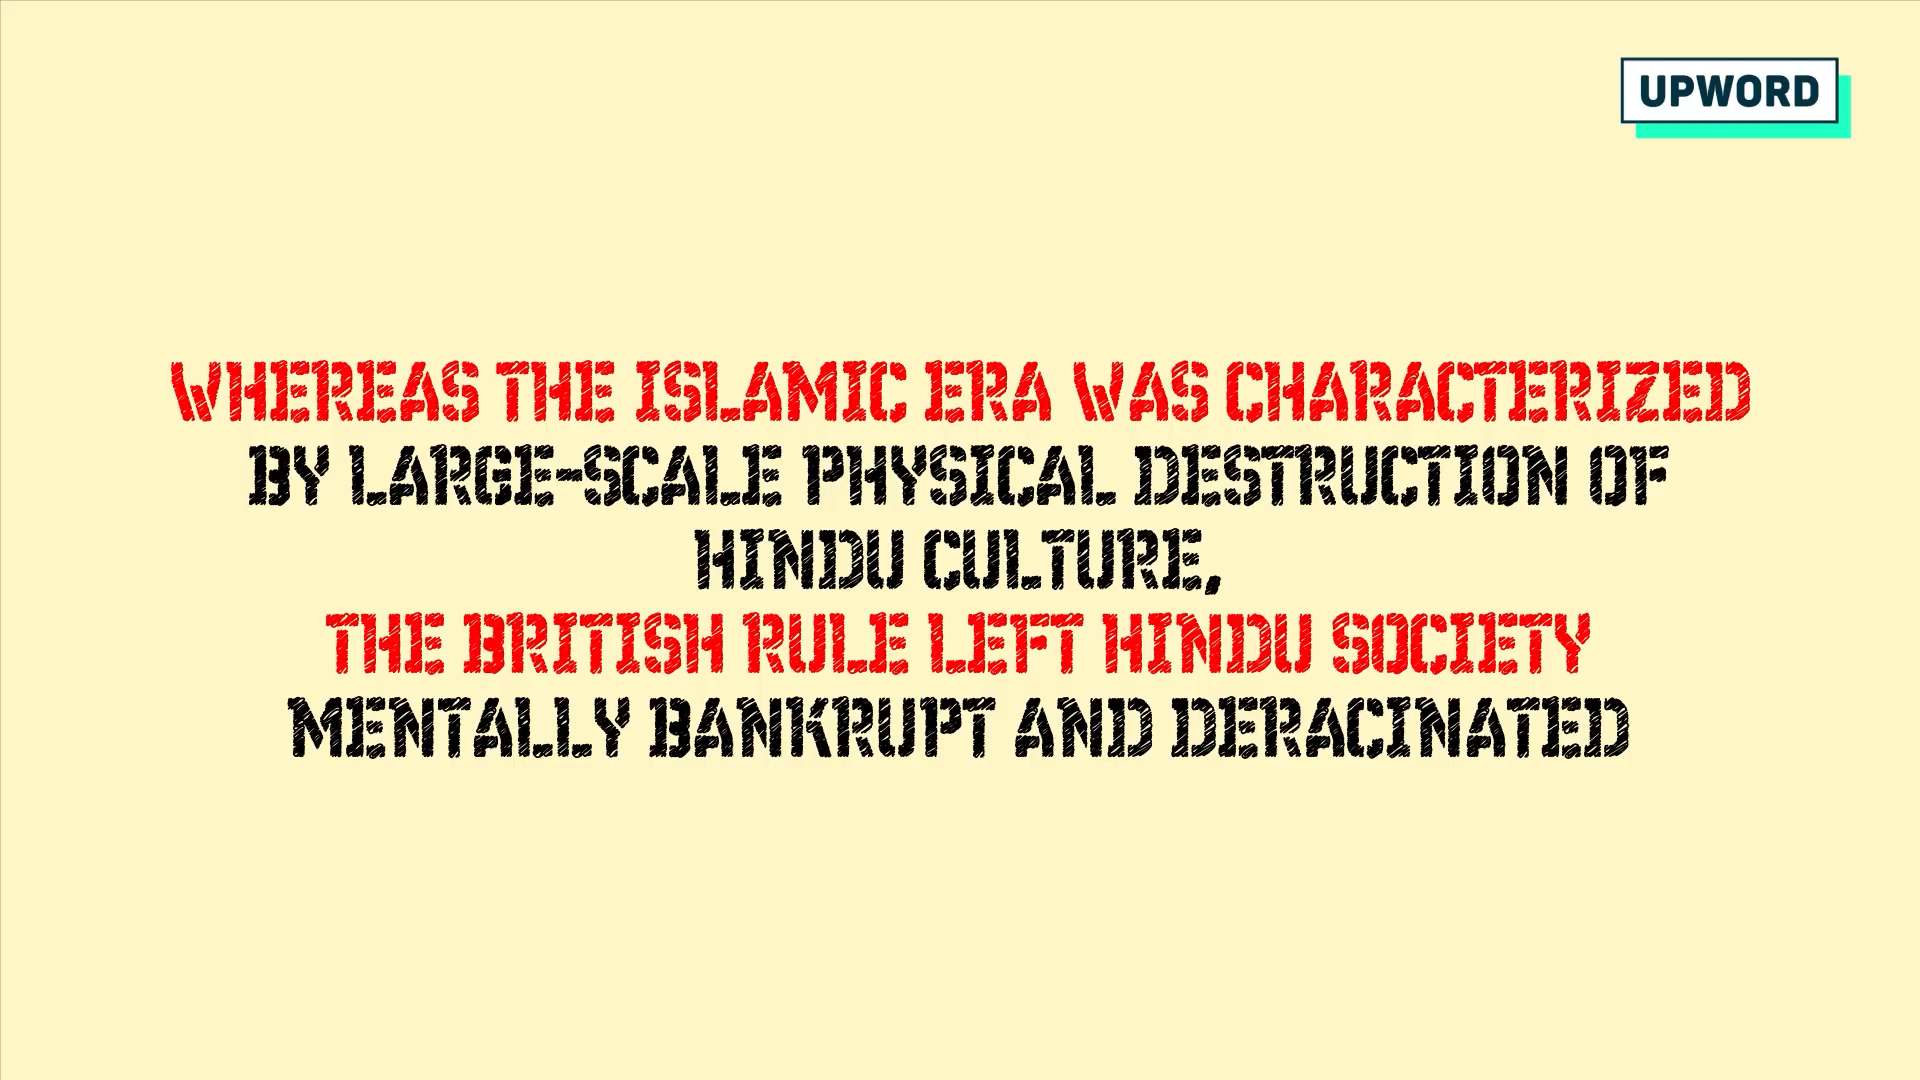 UPWORD
WHEREAS THE ISLAMIC ERA WAS CHARACTERIZED
BY LARGE-SCALE PHYSICAL DESTRUCTION OF
HINDU CULTURE,
THE BRITISH RULE LEFT HINDU SOCIETY
MENTALLY BANKRUPT AND DERACINATED